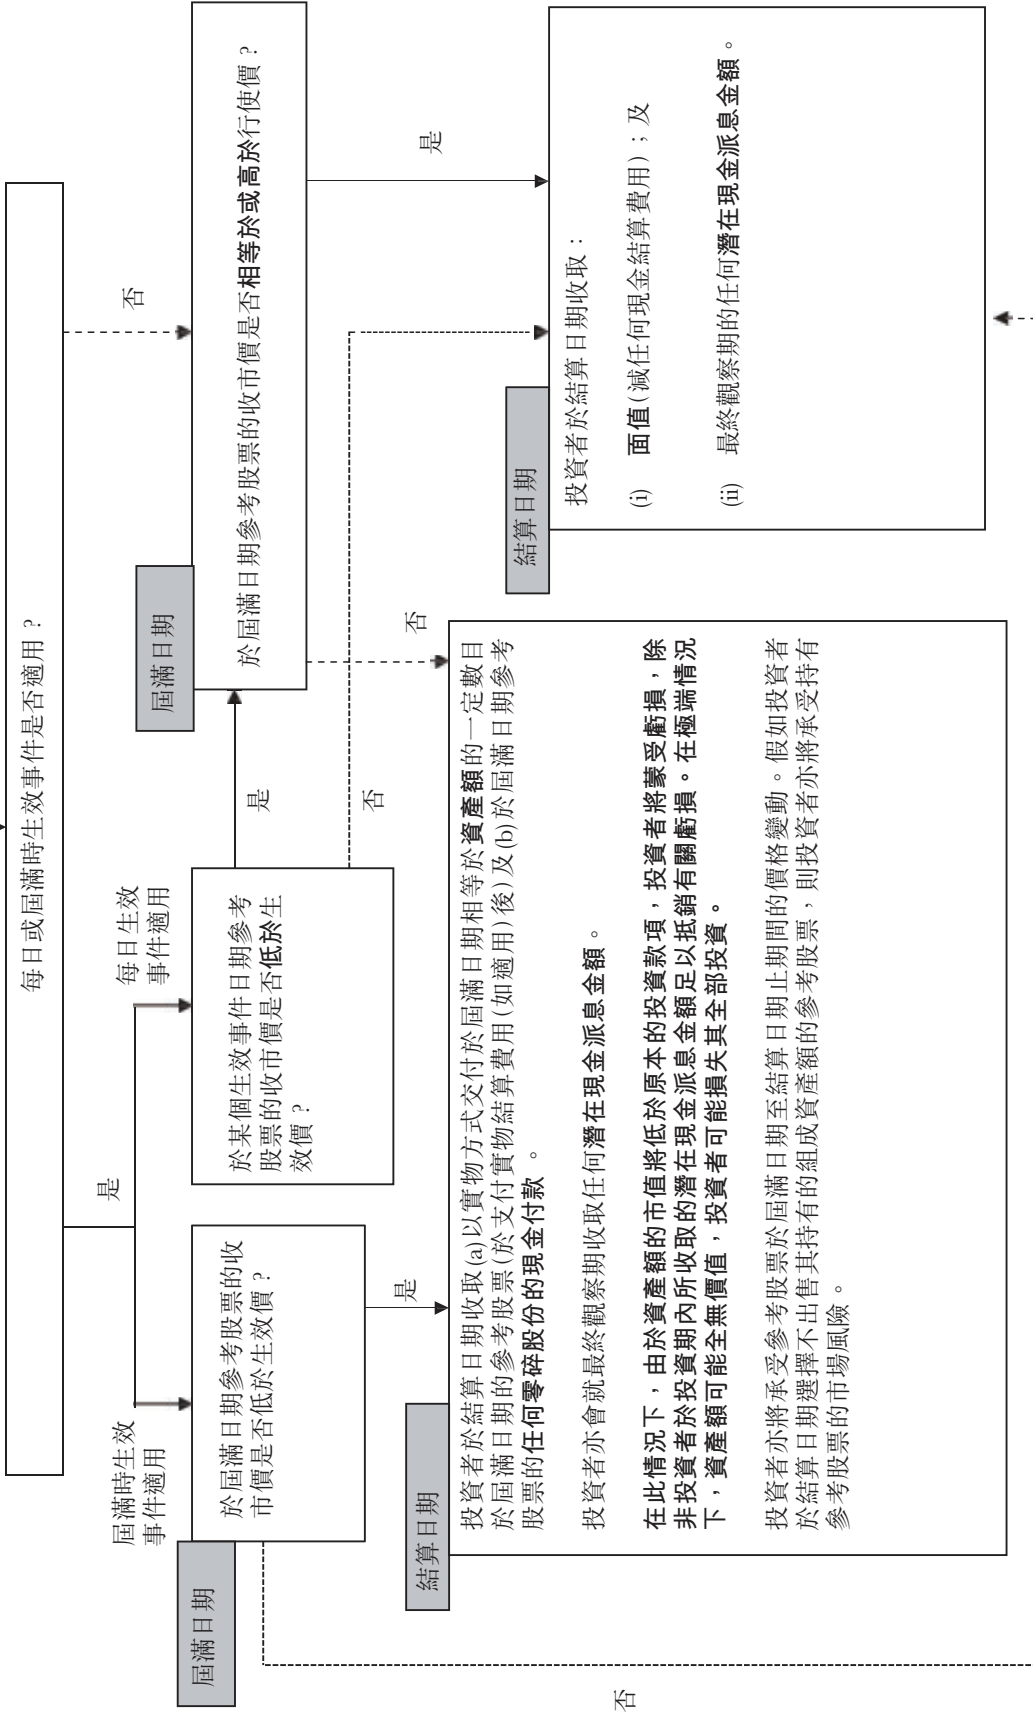 每日或屆滿時生效事件是否適用？
是
否
屆滿時生效
事件適用
每日生效
事件適用
屆滿日期
於屆滿日期參考股票的收
市價是否低於生效價？
於某個生效事件日期參考
股票的收市價是否低於生
效價？
是
否
屆滿日期
於屆滿日期參考股票的收市價是否相等於或高於行使價？
是
否
是
結算日期
投資者於結算日期收取(a)以實物方式交付於屆滿日期相等於資產額的一定數目
於屆滿日期的參考股票(於支付實物結算費用(如適用)後)及(b)於屆滿日期參考
股票的任何零碎股份的現金付款。
投資者亦會就最終觀察期收取任何潛在現金派息金額。
在此情況下，由於資產額的市值將低於原本的投資款項，投資者將蒙受虧損，除
非投資者於投資期內所收取的潛在現金派息金額足以抵銷有關虧損。在極端情況
下，資產額可能全無價值，投資者可能損失其全部投資。
投資者亦將承受參考股票於屆滿日期至結算日期止期間的價格變動。假如投資者
於結算日期選擇不出售其持有的組成資產額的參考股票，則投資者亦將承受持有
參考股票的市場風險。
結算日期
投資者於結算日期收取：
(i) 面值(減任何現金結算費用)；及
(ii) 最終觀察期的任何潛在現金派息金額。
否